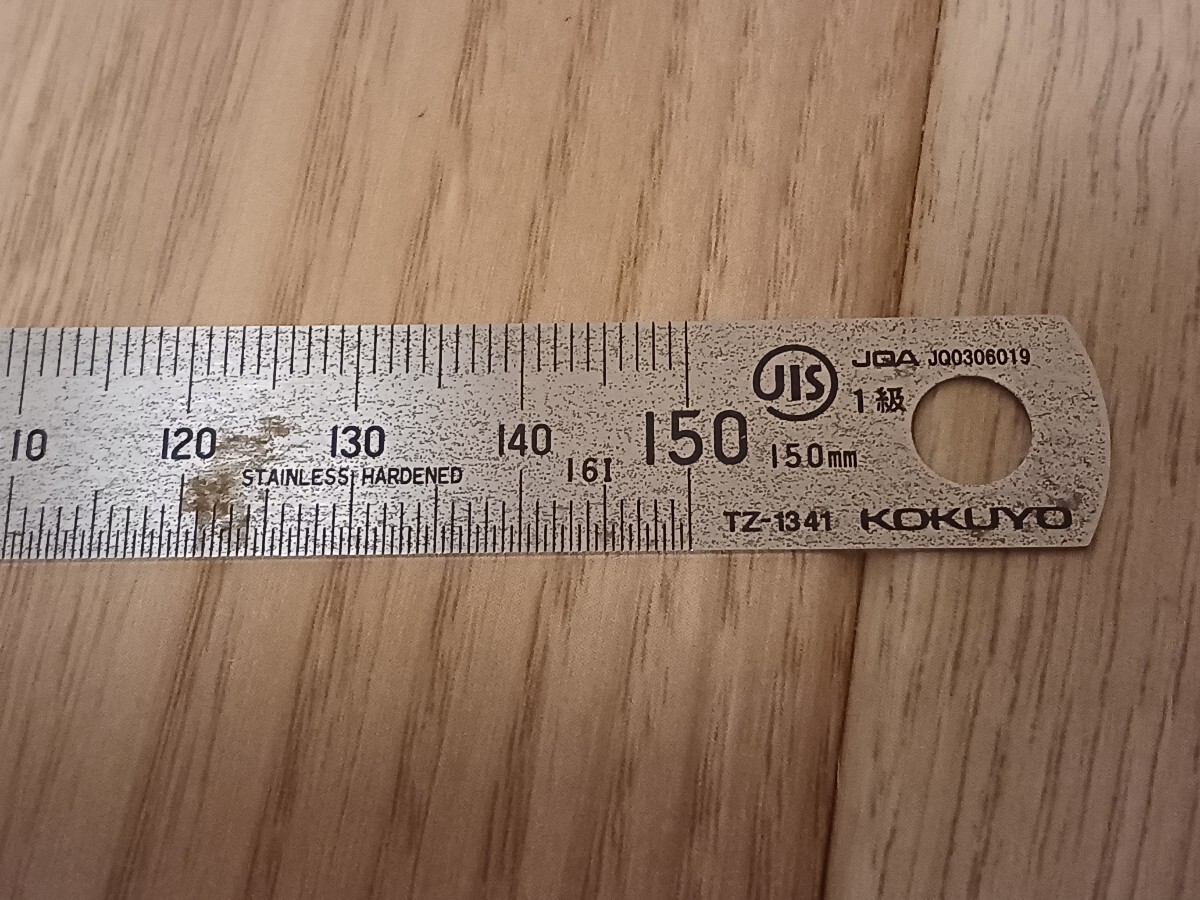 10 120 130 140 150
STAINLESS HARDENED 161
JIS
JQA JQ0306019
1級
150mm
TZ-1341 KOKUYO